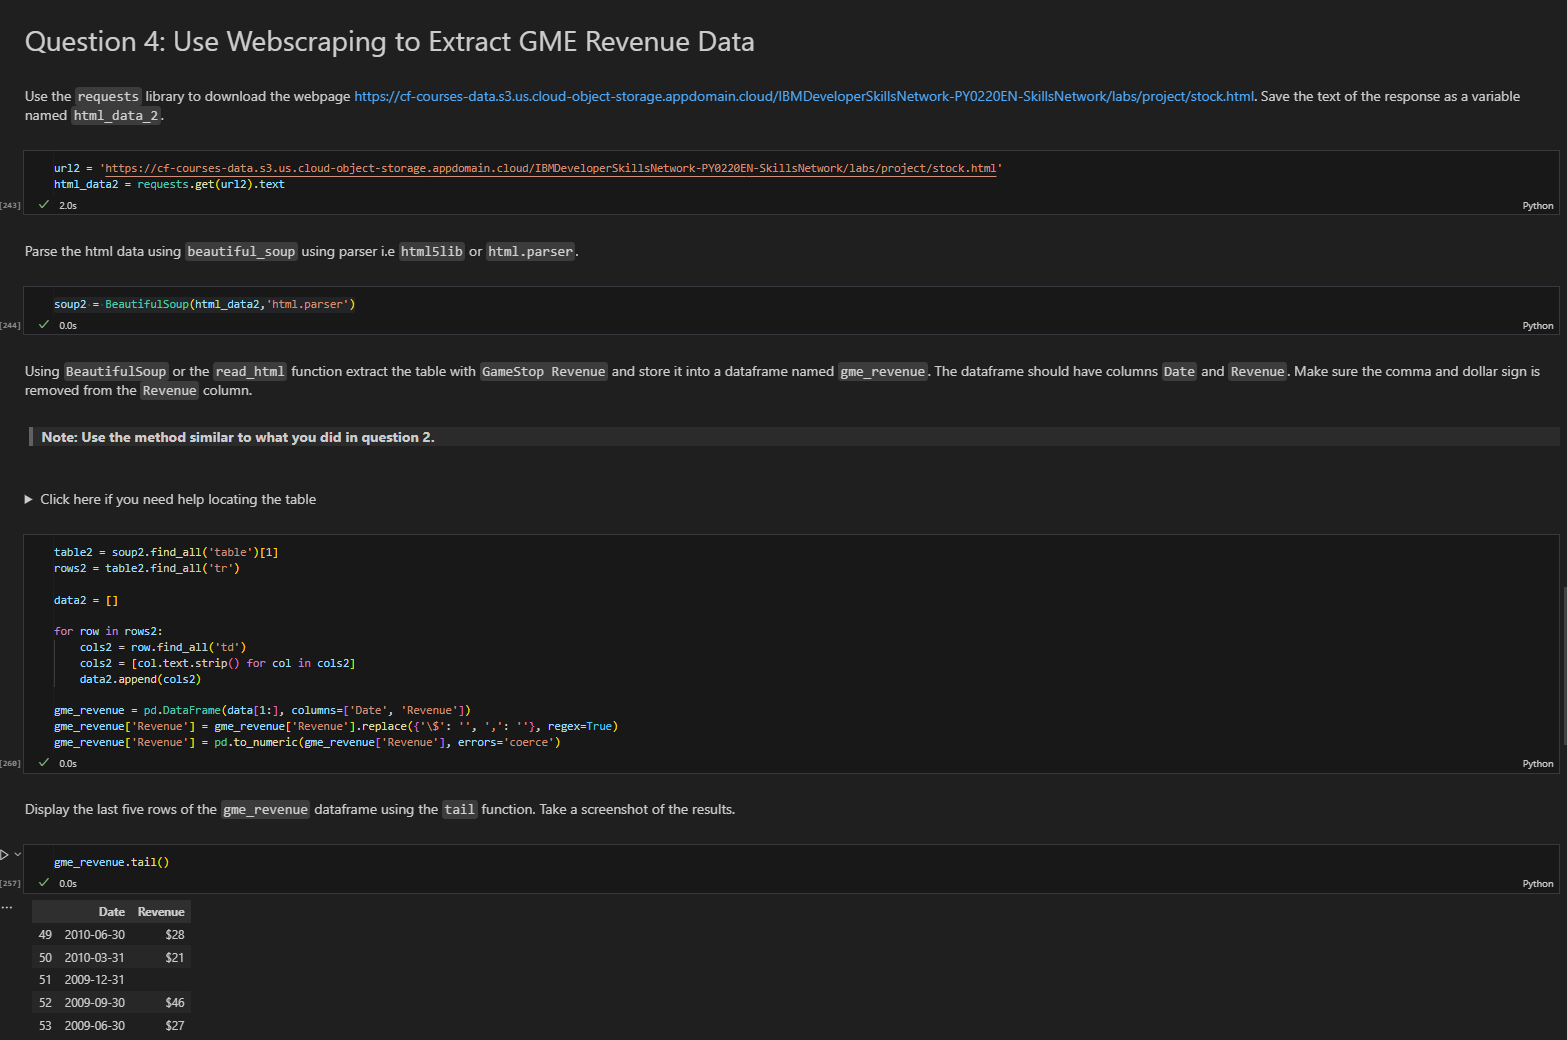 Question 4: Use Webscraping to Extract GME Revenue Data
Use the requests library to download the webpage https://cf-courses-data.s3.us.cloud-object-storage.appdomain.cloud/IBMDeveloperSkillsNetwork-PY0220EN-SkillsNetwork/labs/project/stock.html. Save the text of the response as a variable
named html_data_2.
url2 = 'https://cf-courses-data.s3.us.cloud-object-storage.appdomain.cloud/IBMDeveloperSkillsNetwork-PY0220EN-SkillsNetwork/labs/project/stock.html'
html_data2 = requests.get(url2).text
[243] ✓ 2.0s Python
Parse the html data using beautiful_soup using parser i.e html5lib or html.parser.
soup2 = BeautifulSoup(html_data2,'html.parser')
[244] ✓ 0.0s Python
Using BeautifulSoup or the read_html function extract the table with GameStop Revenue and store it into a dataframe named gme_revenue. The dataframe should have columns Date and Revenue. Make sure the comma and dollar sign is
removed from the Revenue column.
Note: Use the method similar to what you did in question 2.
Click here if you need help locating the table
table2 = soup2.find_all('table')[1]
rows2 = table2.find_all('tr')
data2 = []
for row in rows2:
cols2 = row.find_all('td')
cols2 = [col.text.strip() for col in cols2]
data2.append(cols2)
gme_revenue = pd.DataFrame(data[1:], columns=['Date', 'Revenue'])
gme_revenue['Revenue'] = gme_revenue['Revenue'].replace({'\$': '', ',': ''}, regex=True)
gme_revenue['Revenue'] = pd.to_numeric(gme_revenue['Revenue'], errors='coerce')
[260] ✓ 0.0s Python
Display the last five rows of the gme_revenue dataframe using the tail function. Take a screenshot of the results.
gme_revenue.tail()
[257] ✓ 0.0s Python
... Date Revenue
49 2010-06-30 $28
50 2010-03-31 $21
51 2009-12-31
52 2009-09-30 $46
53 2009-06-30 $27